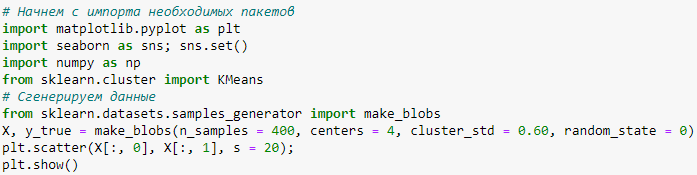 # Начнем с импорта необходимых пакетов
import matplotlib.pyplot as plt
import seaborn as sns; sns.set()
import numpy as np
from sklearn.cluster import KMeans
# Сгенерируем данные
from sklearn.datasets.samples_generator import make_blobs
X, y_true = make_blobs(n_samples = 400, centers = 4, cluster_std = 0.60, random_state = 0)
plt.scatter(X[:, 0], X[:, 1], s = 20);
plt.show()